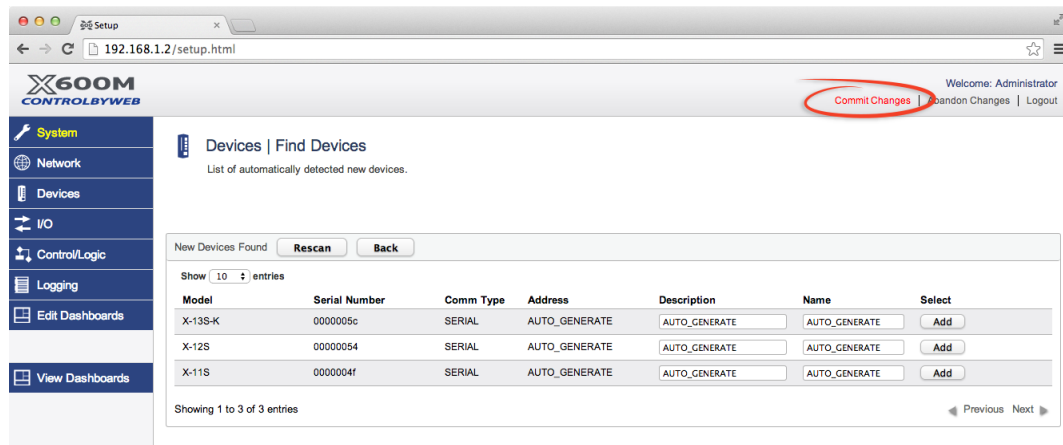 Setup
192.168.1.2/setup.html
X600M
CONTROLBYWEB
Welcome: Administrator
Commit Changes | Abandon Changes | Logout
System
Network
Devices
I/O
Control/Logic
Logging
Edit Dashboards
View Dashboards
Devices | Find Devices
List of automatically detected new devices.
New Devices Found Rescan Back
Show 10 entries
Model Serial Number Comm Type Address Description Name Select
X-13S-K 0000005c SERIAL AUTO_GENERATE AUTO_GENERATE AUTO_GENERATE Add
X-12S 00000054 SERIAL AUTO_GENERATE AUTO_GENERATE AUTO_GENERATE Add
X-11S 0000004f SERIAL AUTO_GENERATE AUTO_GENERATE AUTO_GENERATE Add
Showing 1 to 3 of 3 entries
Previous Next